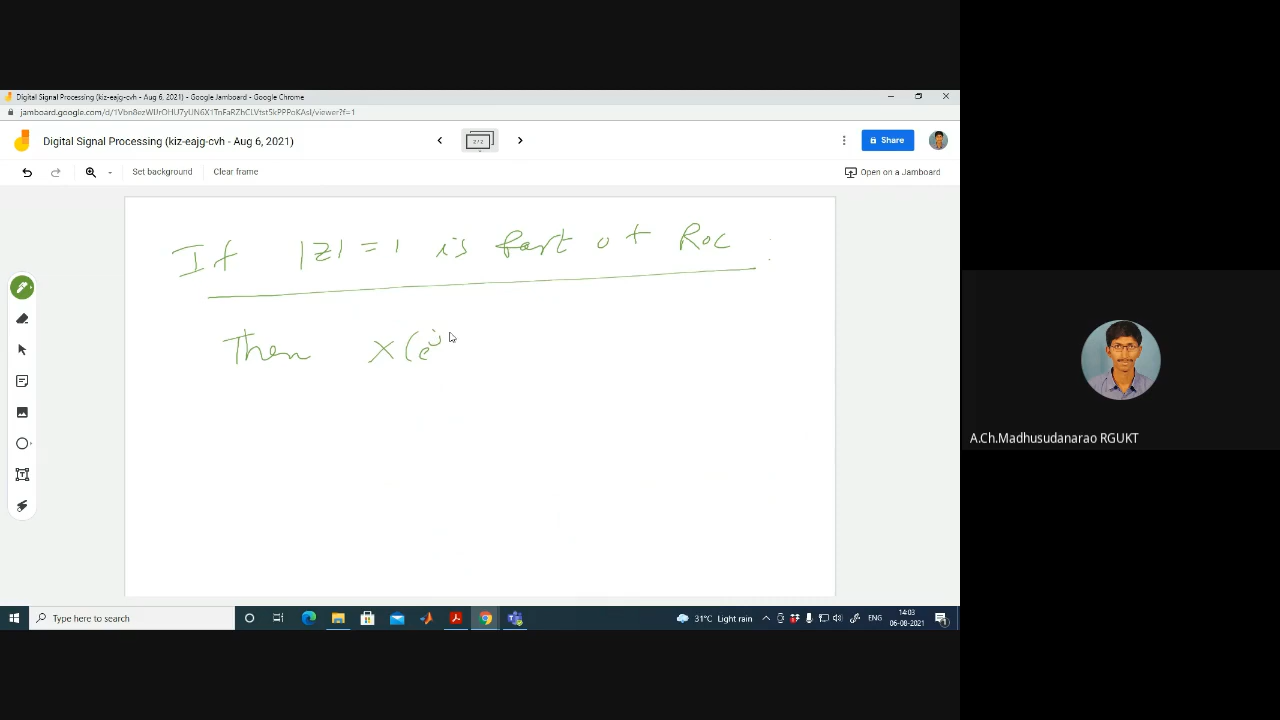 Digital Signal Processing (kiz-eajg-cvh - Aug 6, 2021) - Google Jamboard - Google Chrome
Digital Signal Processing (kiz-eajg-cvh - Aug 6, 2021)
2 / 2
Share
Set background
Clear frame
Open on a Jamboard
If |z| = 1 is part of ROC :
Then X(e^j
A.Ch.Madhusudanarao RGUKT
Type here to search
31°C Light rain
ENG
14:03
06-08-2021